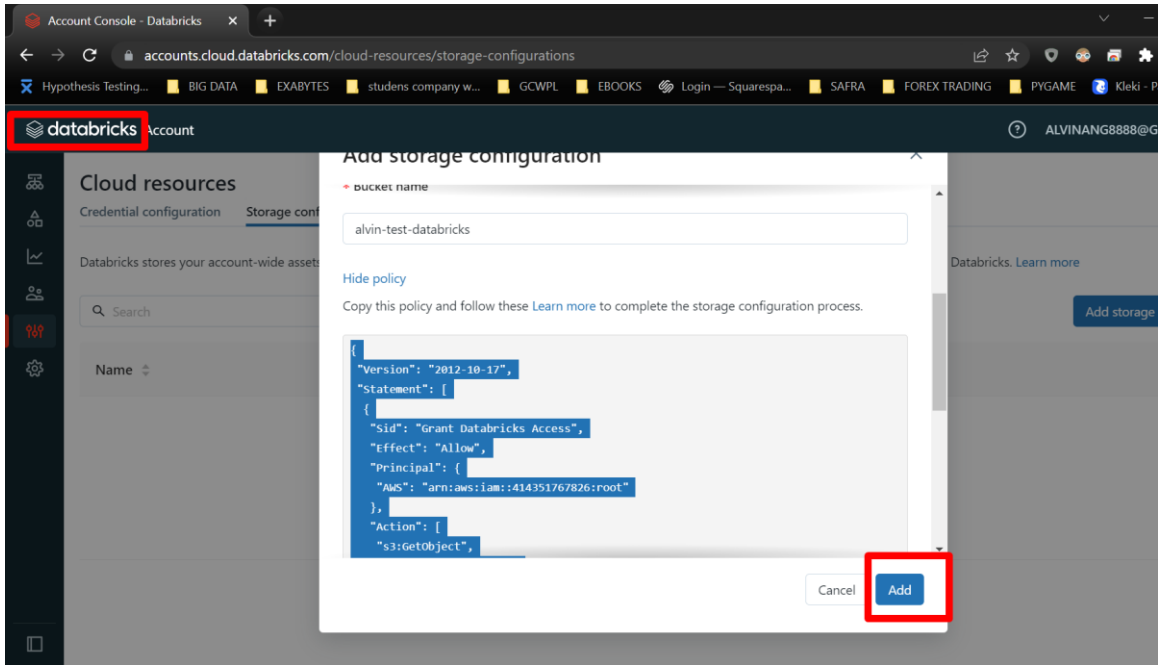 Account Console - Databricks
accounts.cloud.databricks.com/cloud-resources/storage-configurations
Hypothesis Testing... BIG DATA EXABYTES studens company w... GCWPL EBOOKS Login — Squarespa... SAFRA FOREX TRADING PYGAME Kleki - P
databricks Account
ALVINANG8888@G
Add storage configuration
Cloud resources
* Bucket name
Credential configuration Storage conf
alvin-test-databricks
Databricks stores your account-wide assets
Databricks. Learn more
Hide policy
Search
Copy this policy and follow these Learn more to complete the storage configuration process.
Add storage
Name
{
"Version": "2012-10-17",
"Statement": [
{
"Sid": "Grant Databricks Access",
"Effect": "Allow",
"Principal": {
"AWS": "arn:aws:iam::414351767826:root"
},
"Action": [
"s3:GetObject",
Cancel Add